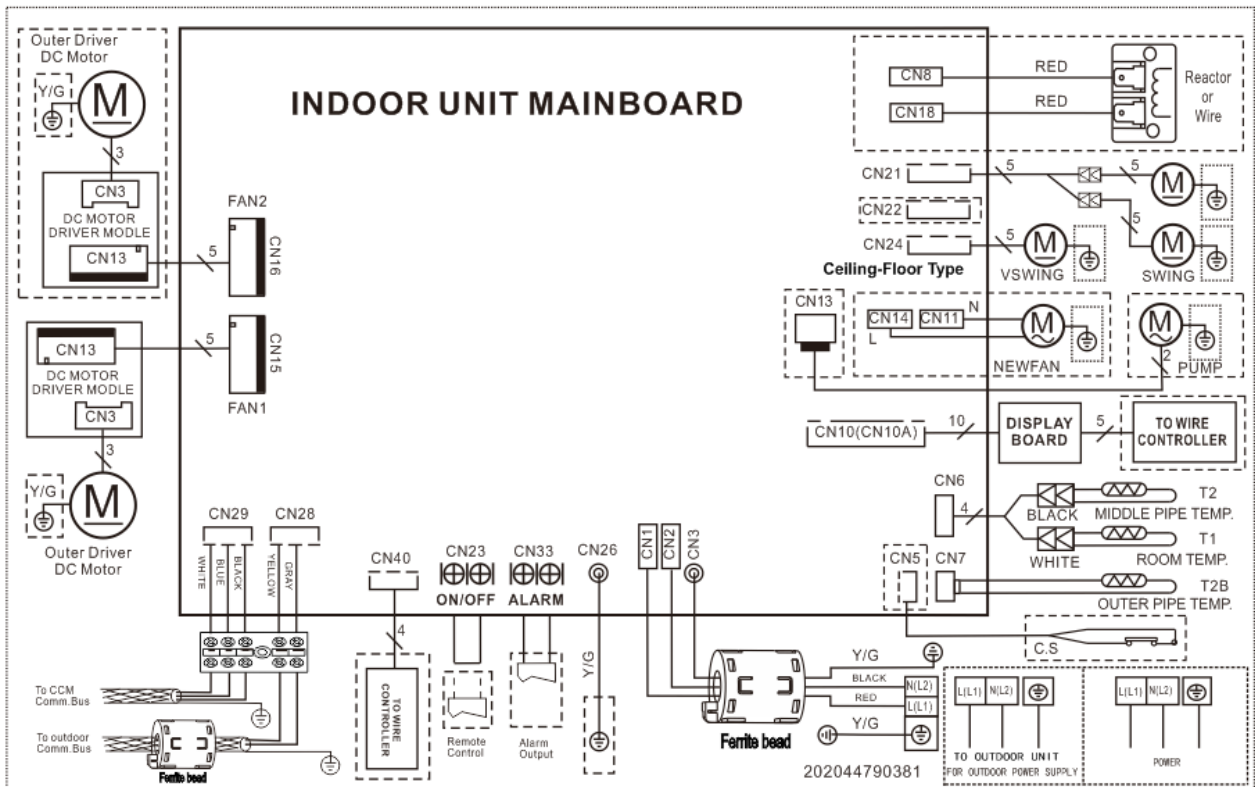 INDOOR UNIT MAINBOARD
Outer Driver
DC Motor
Y/G
M
3
CN3
DC MOTOR
DRIVER MODLE
CN13
5
FAN2
CN16
CN13
5
CN15
FAN1
DC MOTOR
DRIVER MODLE
CN3
3
Y/G
M
Outer Driver
DC Motor
CN8
RED
CN18
RED
Reactor
or
Wire
CN21
5
5
M
CN22
5
CN24
5
M
M
Ceiling-Floor Type
VSWING
SWING
CN13
CN14
CN11
N
L
M
NEWFAN
M
2
PUMP
CN10(CN10A)
10
DISPLAY
BOARD
5
TO WIRE
CONTROLLER
CN6
4
BLACK
T2
MIDDLE PIPE TEMP.
WHITE
T1
ROOM TEMP.
CN5
CN7
T2B
OUTER PIPE TEMP.
C.S
CN29
CN28
WHITE
BLUE
BLACK
YELLOW
GRAY
To CCM
Comm.Bus
To outdoor
Comm.Bus
Ferrite bead
CN40
4
TO WIRE
CONTROLLER
CN23
ON/OFF
Remote
Control
CN33
ALARM
Alarm
Output
CN26
Y/G
CN1
CN2
CN3
Ferrite bead
Y/G
BLACK
RED
Y/G
N(L2)
L(L1)
202044790381
L(L1)
N(L2)
TO OUTDOOR UNIT
FOR OUTDOOR POWER SUPPLY
L(L1)
N(L2)
POWER